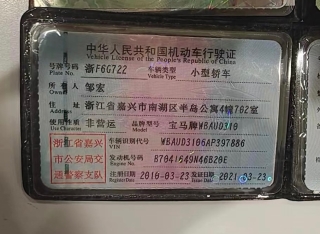 中华人民共和国机动车行驶证
Vehicle License of the People's Republic of China
号牌号码 浙F6G722 车辆类型 小型轿车
Plate No. Vehicle Type
所有人 邹宏
Owner
住址 浙江省嘉兴市南湖区半岛公寓4幢702室
Address
使用性质 非营运 品牌型号 宝马牌WBAUD310
Use Character Model
浙江省嘉兴 车辆识别代号 WBAUD3106AP397886
VIN
市公安局交 发动机号码 B7041649N46B20E
Engine No.
通警察支队 注册日期 2010-03-23 发证日期 2021-03-23
Register Date Issue Date